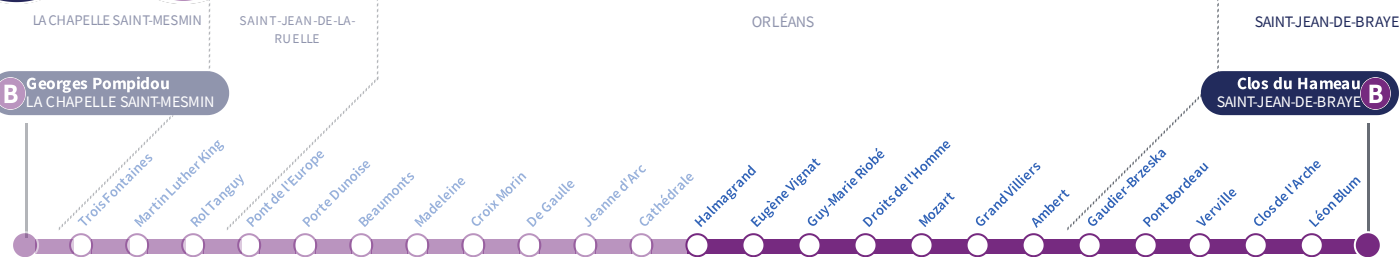 LA CHAPELLE SAINT-MESMIN
SAINT-JEAN-DE-LA-
RUELLE
ORLÉANS
SAINT-JEAN-DE-BRAYE
B
Georges Pompidou
LA CHAPELLE SAINT-MESMIN
Clos du Hameau
SAINT-JEAN-DE-BRAYE
B
Trois Fontaines
Martin Luther King
Rol Tanguy
Pont de l'Europe
Porte Dunoise
Beaumonts
Madeleine
Croix Morin
De Gaulle
Jeanne d'Arc
Cathédrale
Halmagrand
Eugène Vignat
Guy-Marie Riobé
Droits de l'Homme
Mozart
Grand Villiers
Ambert
Gaudier-Brzeska
Pont Bordeau
Verville
Clos de l'Arche
Léon Blum